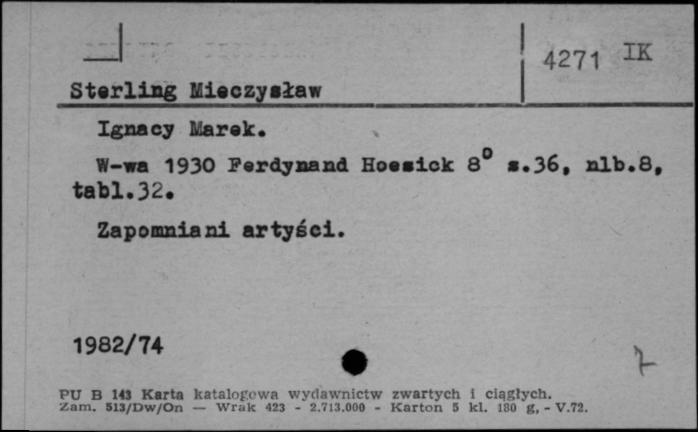 4271 IK
Sterling Mieczysław
Ignacy Marek.
W-wa 1930 Ferdynand Hoesick 8° s.36, nlb.8,
tabl.32.
Zapomniani artyści.
1982/74
PU B 143 Karta katalogowa wydawnictw zwartych i ciągłych.
Zam. 513/Dw/On — Wrak 423 - 2.713.000 - Karton 5 kl. 180 g, - V.72.